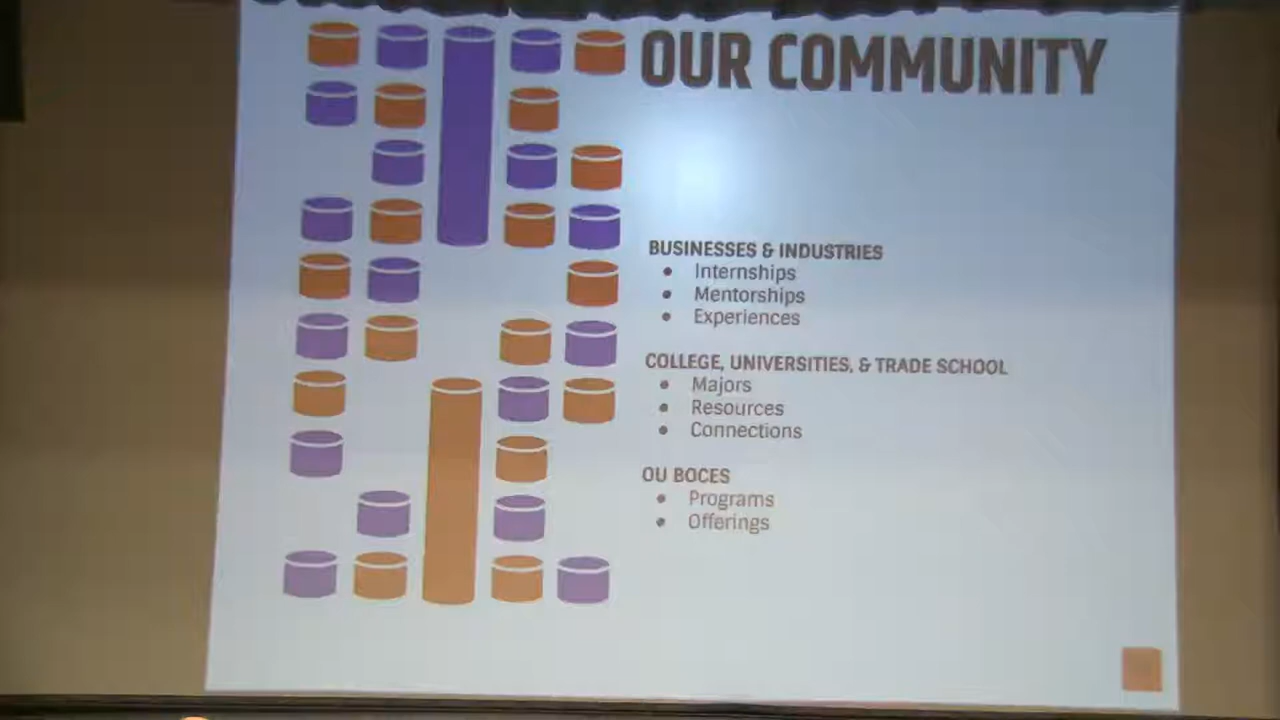 OUR COMMUNITY
BUSINESSES & INDUSTRIES
• Internships
• Mentorships
• Experiences
COLLEGE, UNIVERSITIES, & TRADE SCHOOL
• Majors
• Resources
• Connections
OU BOCES
• Programs
• Offerings